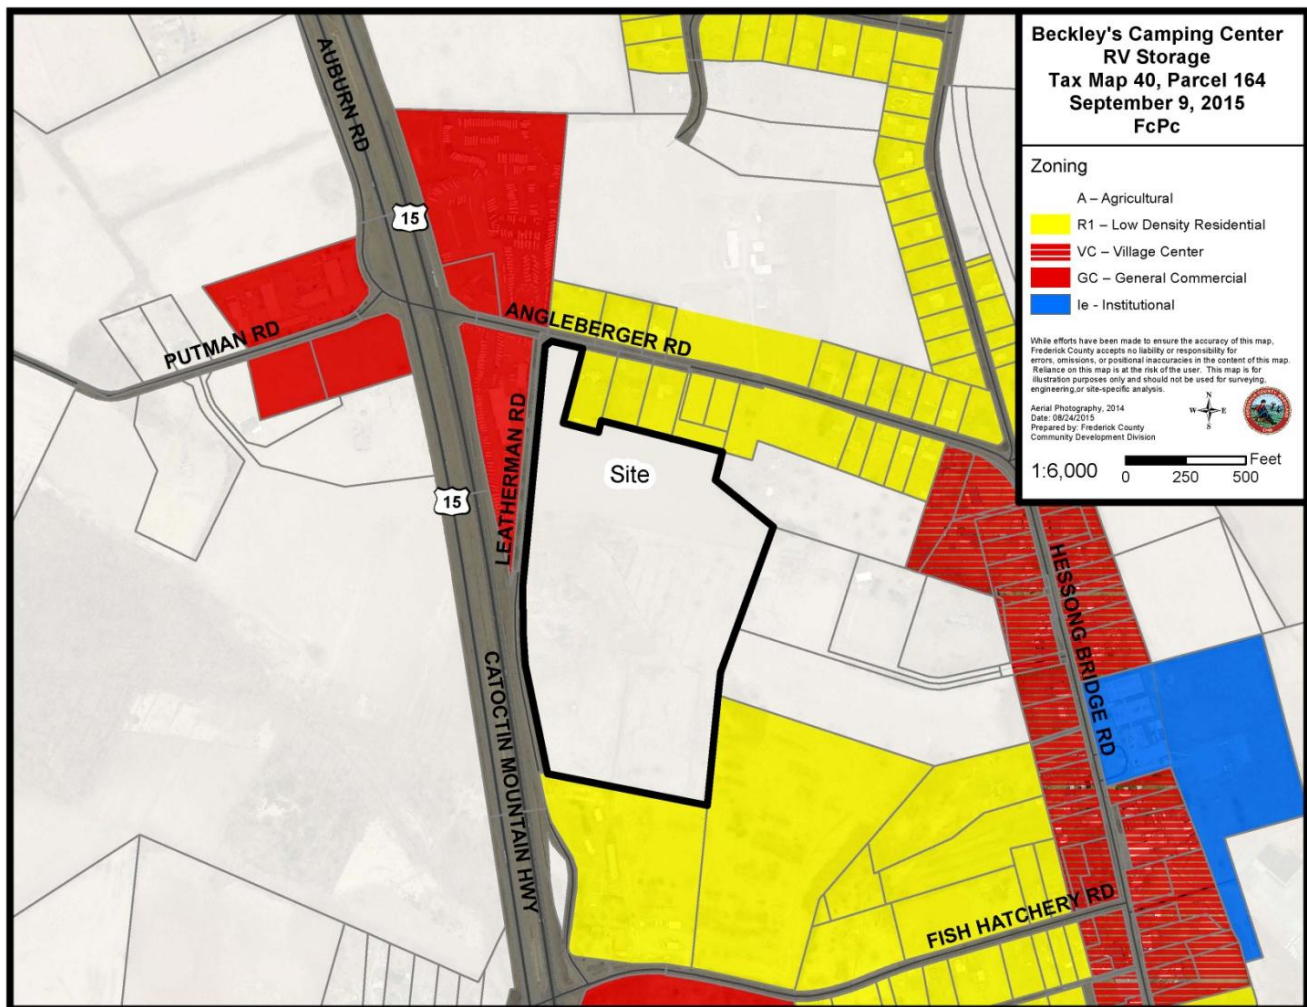 Beckley's Camping Center
RV Storage
Tax Map 40, Parcel 164
September 9, 2015
FcPc
Zoning
A – Agricultural
R1 – Low Density Residential
VC – Village Center
GC – General Commercial
Ie - Institutional
While efforts have been made to ensure the accuracy of this map,
Frederick County accepts no liability or responsibility for
errors, omissions, or positional inaccuracies in the content of this map.
Reliance on this map is at the risk of the user. This map is for
illustration purposes only and should not be used for surveying,
engineering,or site-specific analysis.
Aerial Photography, 2014
Date: 08/24/2015
Prepared by: Frederick County
Community Development Division
N
W E
S
1:6,000
Feet
0 250 500
AUBURN RD
15
PUTMAN RD
ANGLEBERGER RD
LEATHERMAN RD
Site
15
HESSONG BRIDGE RD
CATOCTIN MOUNTAIN HWY
FISH HATCHERY RD